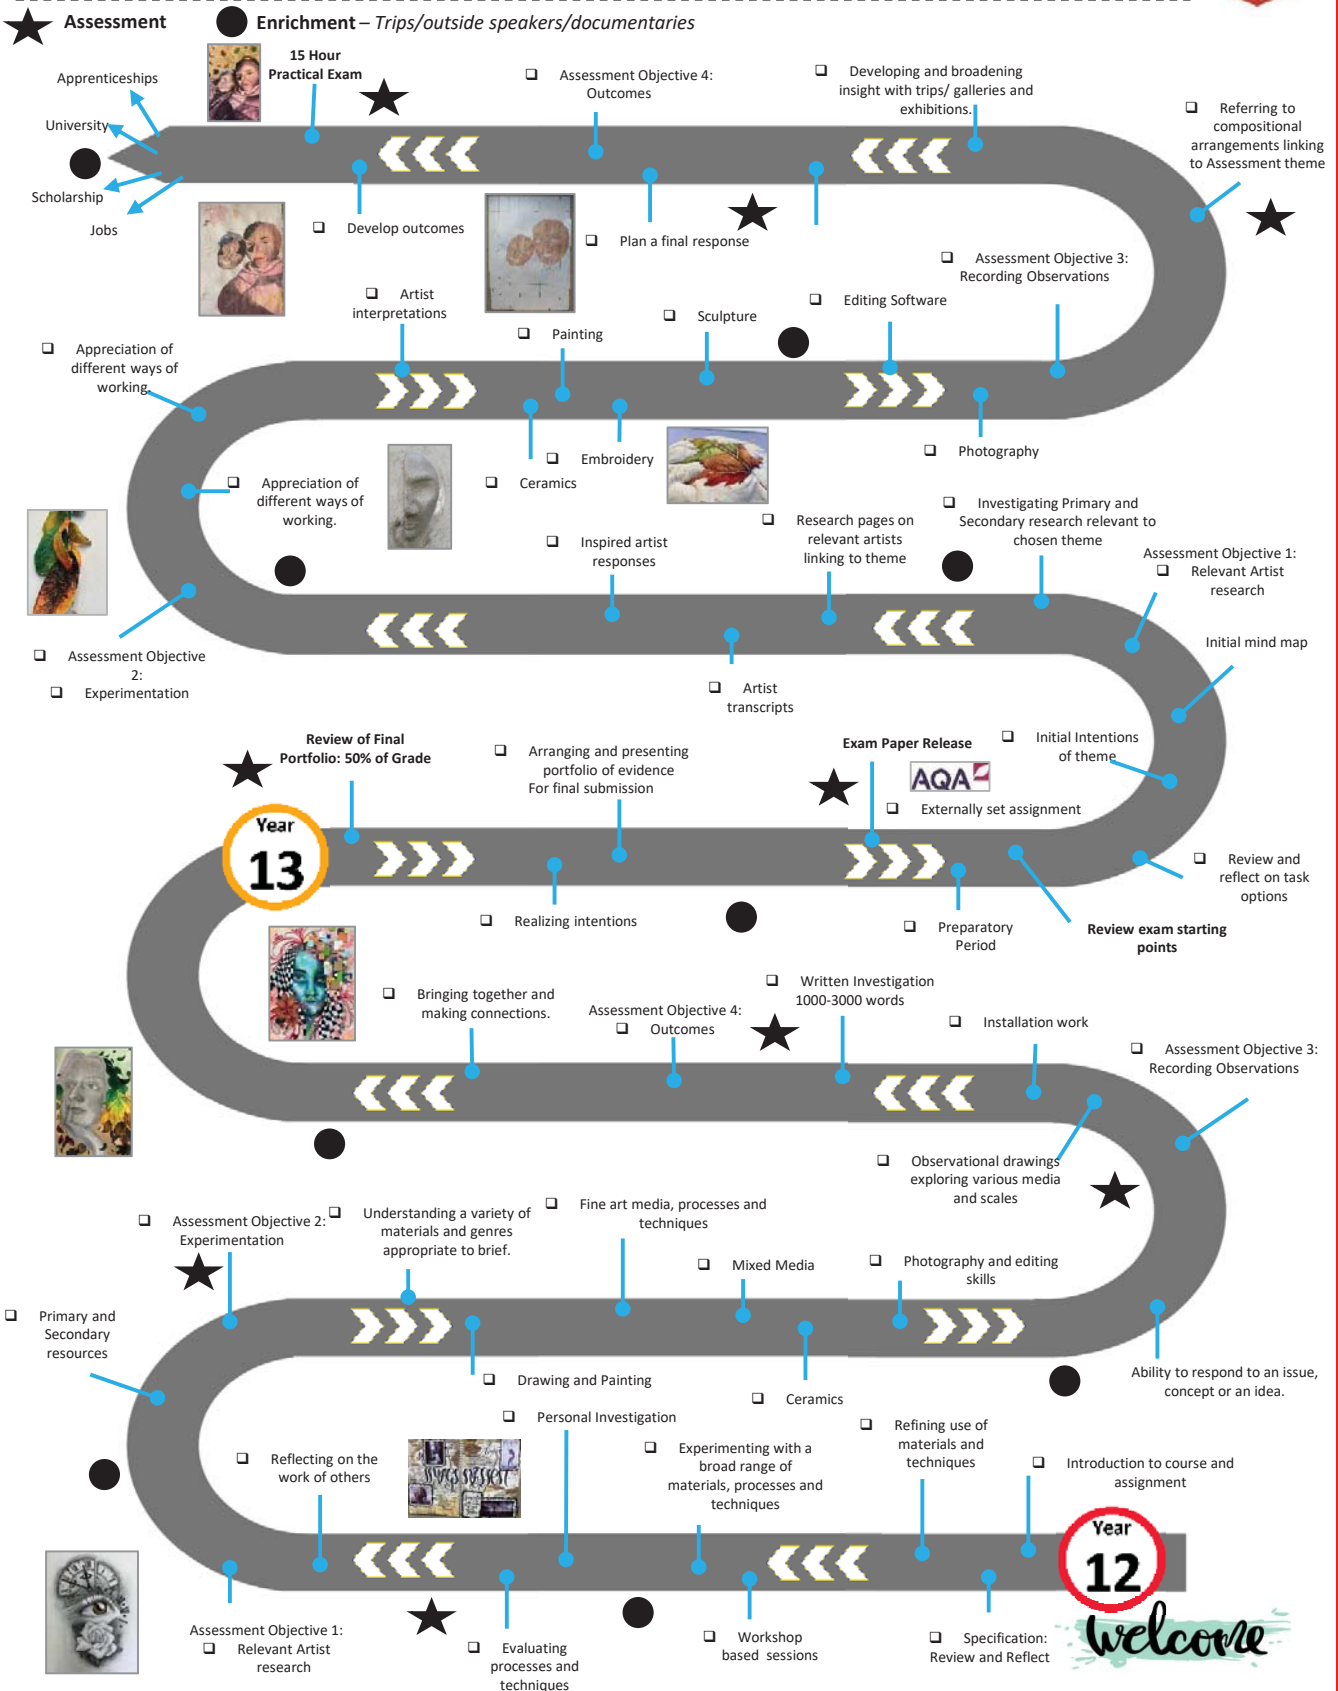 Assessment
Enrichment – Trips/outside speakers/documentaries
15 Hour
Practical Exam
Apprenticeships
University
Scholarship
Jobs
❑ Assessment Objective 4:
Outcomes
❑ Developing and broadening
insight with trips/ galleries and
exhibitions.
❑ Referring to
compositional
arrangements linking
to Assessment theme
❑ Develop outcomes
❑ Plan a final response
❑ Assessment Objective 3:
Recording Observations
❑ Artist
interpretations
❑ Painting
❑ Sculpture
❑ Editing Software
❑ Appreciation of
different ways of
working.
❑ Embroidery
❑ Ceramics
❑ Photography
❑ Appreciation of
different ways of
working.
❑ Inspired artist
responses
❑ Research pages on
relevant artists
linking to theme
❑ Investigating Primary and
Secondary research relevant to
chosen theme
Assessment Objective 1:
❑ Relevant Artist
research
Initial mind map
❑ Assessment Objective
2:
❑ Experimentation
❑ Artist
transcripts
Review of Final
Portfolio: 50% of Grade
❑ Arranging and presenting
portfolio of evidence
For final submission
Exam Paper Release
AQA
❑ Externally set assignment
❑ Initial Intentions
of theme
Year
13
❑ Review and
reflect on task
options
❑ Realizing intentions
❑ Preparatory
Period
Review exam starting
points
❑ Bringing together and
making connections.
Assessment Objective 4:
❑ Outcomes
❑ Written Investigation
1000-3000 words
❑ Installation work
❑ Assessment Objective 3:
Recording Observations
❑ Observational drawings
exploring various media
and scales
❑ Assessment Objective 2:
Experimentation
❑ Understanding a variety of
materials and genres
appropriate to brief.
❑ Fine art media, processes and
techniques
❑ Mixed Media
❑ Photography and editing
skills
❑ Primary and
Secondary
resources
❑ Drawing and Painting
❑ Ceramics
Ability to respond to an issue,
concept or an idea.
❑ Personal Investigation
❑ Reflecting on the
work of others
❑ Experimenting with a
broad range of
materials, processes and
techniques
❑ Refining use of
materials and
techniques
❑ Introduction to course and
assignment
Year
12
welcome
Assessment Objective 1:
❑ Relevant Artist
research
❑ Evaluating
processes and
techniques
❑ Workshop
based sessions
❑ Specification:
Review and Reflect